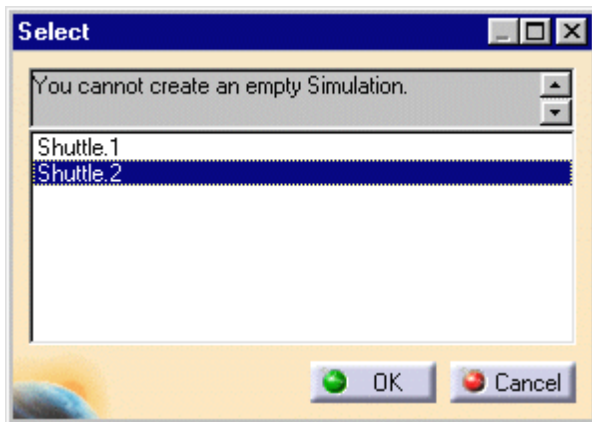 Select
You cannot create an empty Simulation.
Shuttle.1
Shuttle.2
OK
Cancel